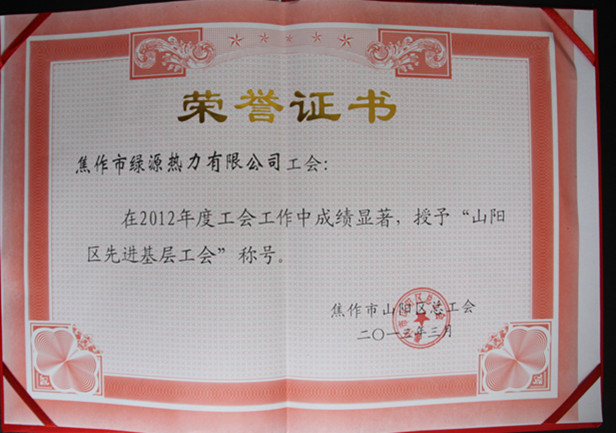 荣誉证书
焦作市绿源热力有限公司工会：
在2012年度工会工作中成绩显著，授予“山阳
区先进基层工会”称号。
焦作市山阳区总工会
二〇一三年三月